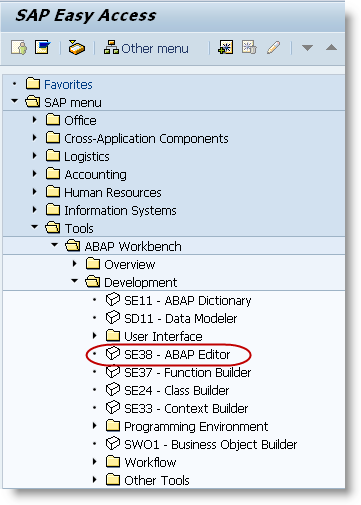 SAP Easy Access
Other menu
Favorites
SAP menu
Office
Cross-Application Components
Logistics
Accounting
Human Resources
Information Systems
Tools
ABAP Workbench
Overview
Development
SE11 - ABAP Dictionary
SD11 - Data Modeler
User Interface
SE38 - ABAP Editor
SE37 - Function Builder
SE24 - Class Builder
SE33 - Context Builder
Programming Environment
SWO1 - Business Object Builder
Workflow
Other Tools